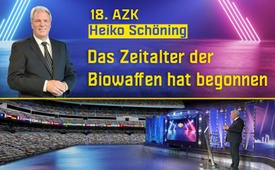 18. AZK
Heiko Schöning
Das Zeitalter der
Biowaffen hat begonnen